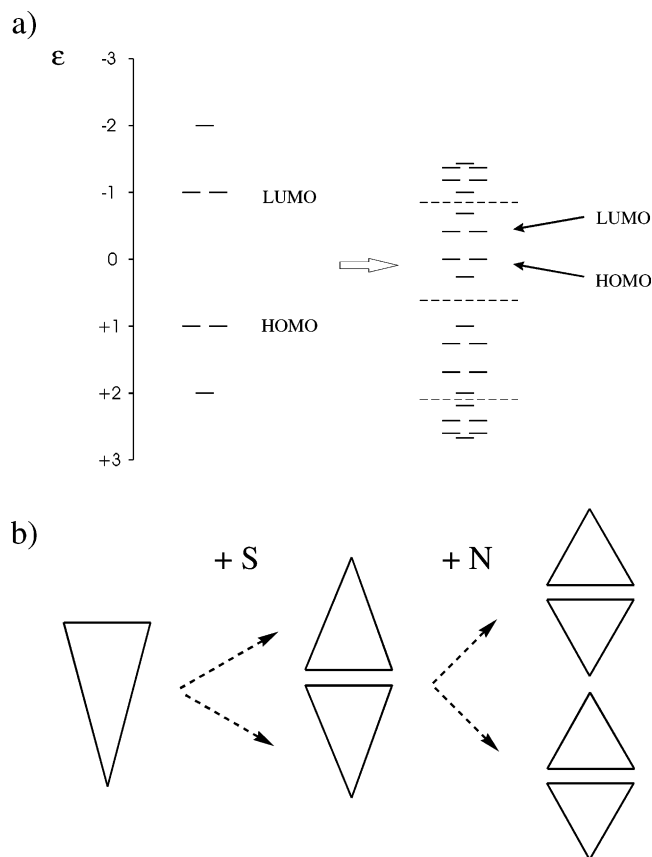 a)
ε
-3
-2
-1
0
+1
+2
+3
LUMO
HOMO
LUMO
HOMO
b)
+ S
+ N